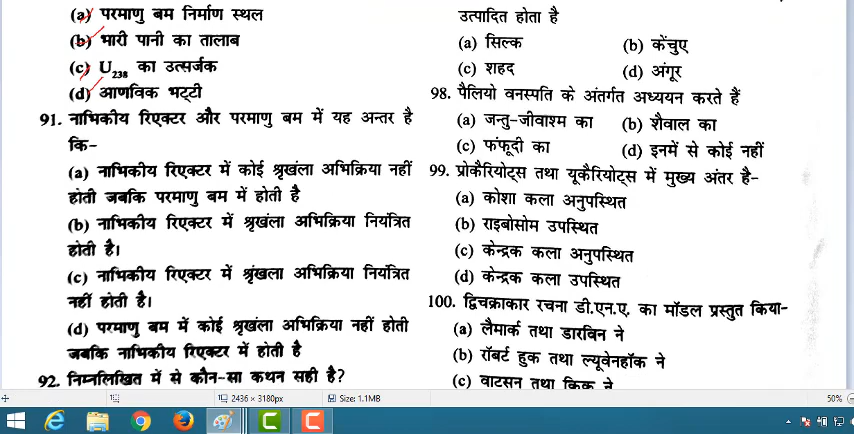 (a) परमाणु बम निर्माण स्थल
(b) भारी पानी का तालाब
(c) U238 का उत्सर्जक
(d) आणविक भट्टी
91. नाभिकीय रिएक्टर और परमाणु बम में यह अन्तर है
कि-
(a) नाभिकीय रिएक्टर में कोई श्रृखंला अभिक्रिया नहीं
होती जबकि परमाणु बम में होती है
(b) नाभिकीय रिएक्टर में श्रृखंला अभिक्रिया नियंत्रित
होती है।
(c) नाभिकीय रिएक्टर में श्रृंखला अभिक्रिया नियंत्रित
नहीं होती है।
(d) परमाणु बम में कोई श्रृखंला अभिक्रिया नहीं होती
जबकि नाभिकीय रिएक्टर में होती है
92. निम्नलिखित में से कौन-सा कथन सही है?
उत्पादित होता है
(a) सिल्क (b) केंचुए
(c) शहद (d) अंगूर
98. पैलियो वनस्पति के अंतर्गत अध्ययन करते हैं
(a) जन्तु-जीवाश्म का (b) शैवाल का
(c) फंफूदी का (d) इनमें से कोई नहीं
99. प्रोकैरियोट्स तथा यूकैरियोट्स में मुख्य अंतर है-
(a) कोशा कला अनुपस्थित
(b) राइबोसोम उपस्थित
(c) केन्द्रक कला अनुपस्थित
(d) केन्द्रक कला उपस्थित
100. द्विचक्राकार रचना डी.एन.ए. का मॉडल प्रस्तुत किया-
(a) लैमार्क तथा डारविन ने
(b) रॉबर्ट हुक तथा ल्यूवेनहॉक ने
(c) वाटसन तथा क्रिक ने
2436 × 3180px Size: 1.1MB 50%